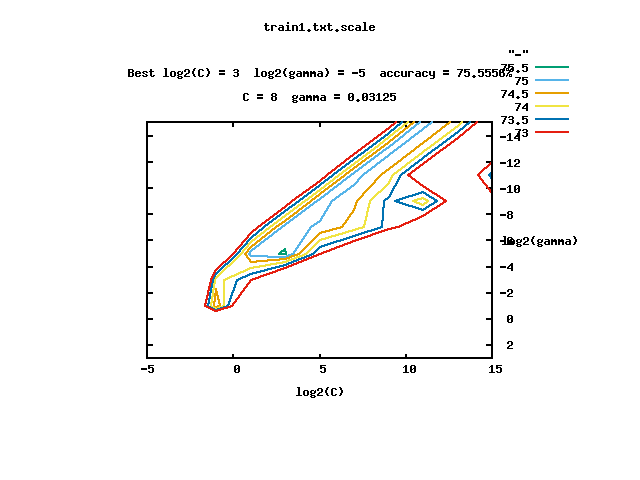 train1.txt.scale
"-"
Best log2(C) = 3  log2(gamma) = -5  accuracy = 75.5556%
75.5
75
C = 8  gamma = 0.03125
74.5
74
73.5
73
-14
-12
-10
-8
-6
log2(gamma)
-4
-2
0
2
-5 0 5 10 15
log2(C)